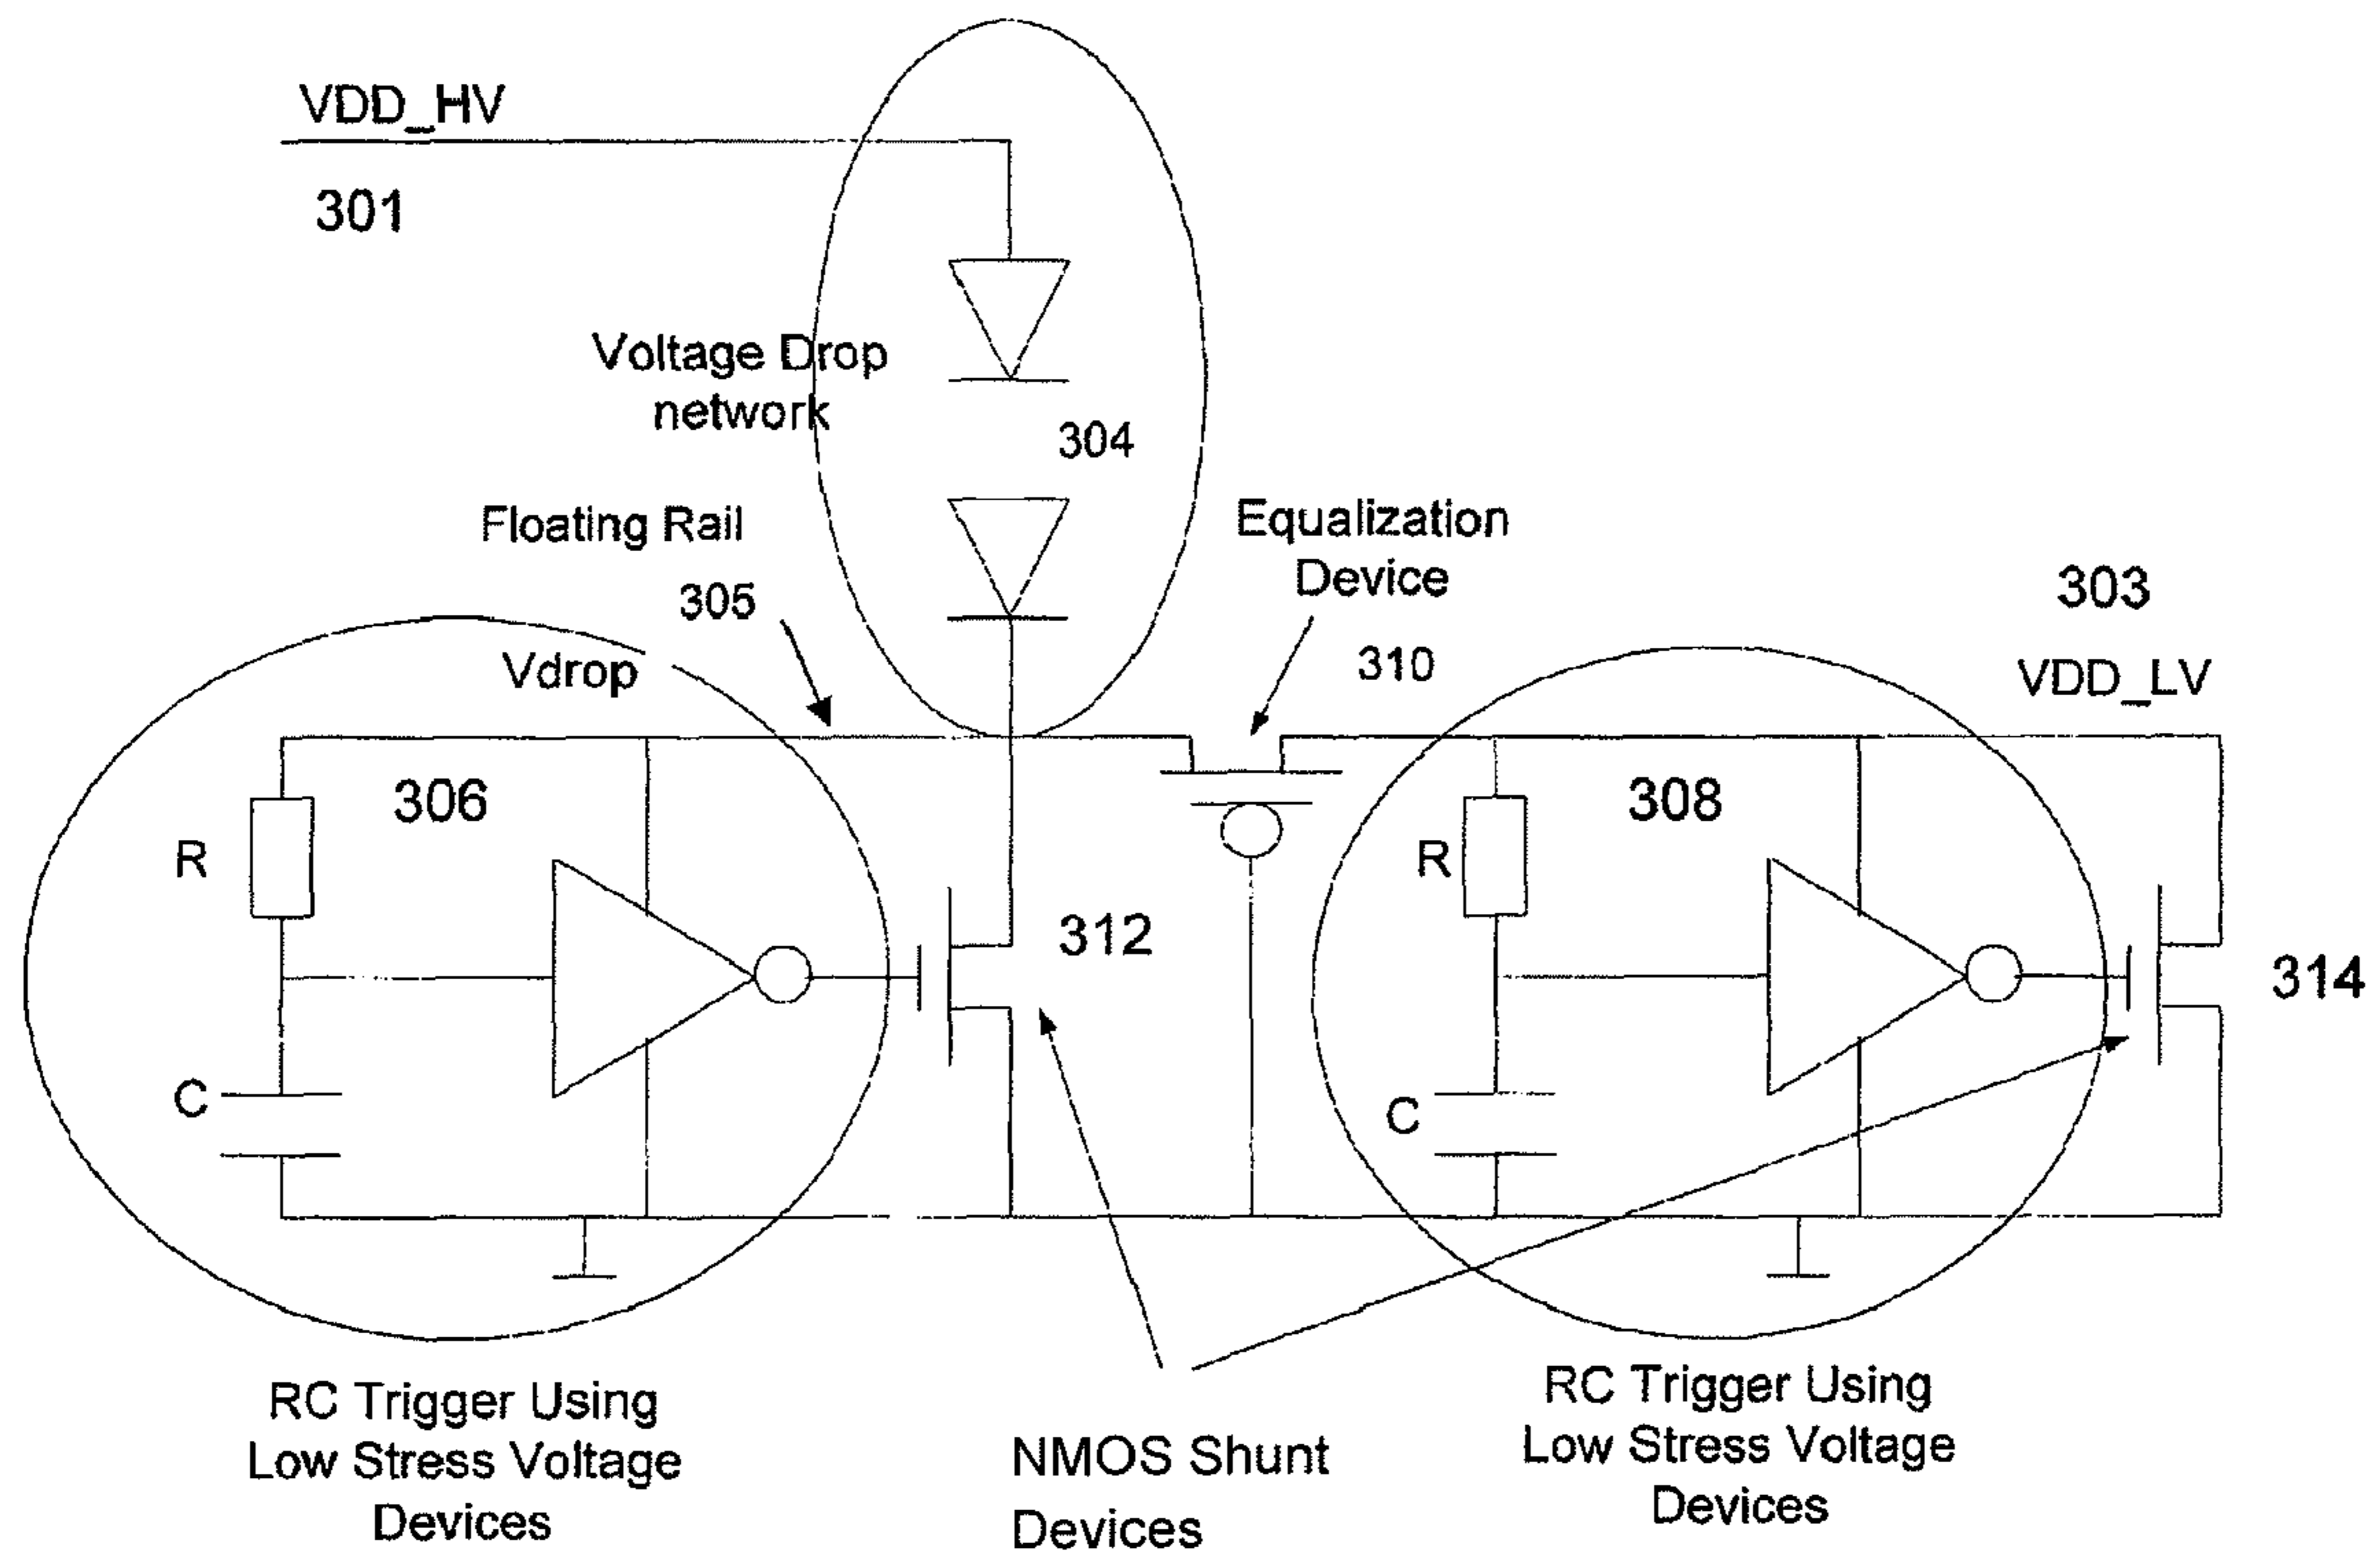 VDD_HV
301
Voltage Drop
network
304
Floating Rail
305
Equalization
Device
310
303
VDD_LV
Vdrop
306
R
C
312
308
R
C
314
RC Trigger Using
Low Stress Voltage
Devices
NMOS Shunt
Devices
RC Trigger Using
Low Stress Voltage
Devices